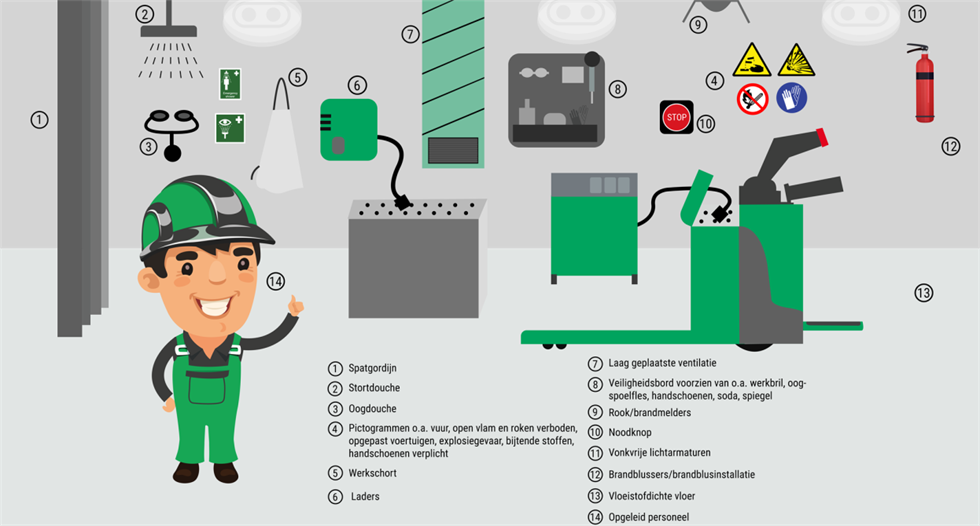 2
11
7
9
5
4
6
8
STOP
10
1
3
12
14
13
1 Spatgordijn
2 Stortdouche
3 Oogdouche
4 Pictogrammen o.a. vuur, open vlam en roken verboden,
opgepast voertuigen, explosiegevaar, bijtende stoffen,
handschoenen verplicht
5 Werkschort
6 Laders
7 Laag geplaatste ventilatie
8 Veiligheidsbord voorzien van o.a. werkbril, oog-
spoelfles, handschoenen, soda, spiegel
9 Rook/brandmelders
10 Noodknop
11 Vonkvrije lichtarmaturen
12 Brandblussers/brandblusinstallatie
13 Vloeistofdichte vloer
14 Opgeleid personeel